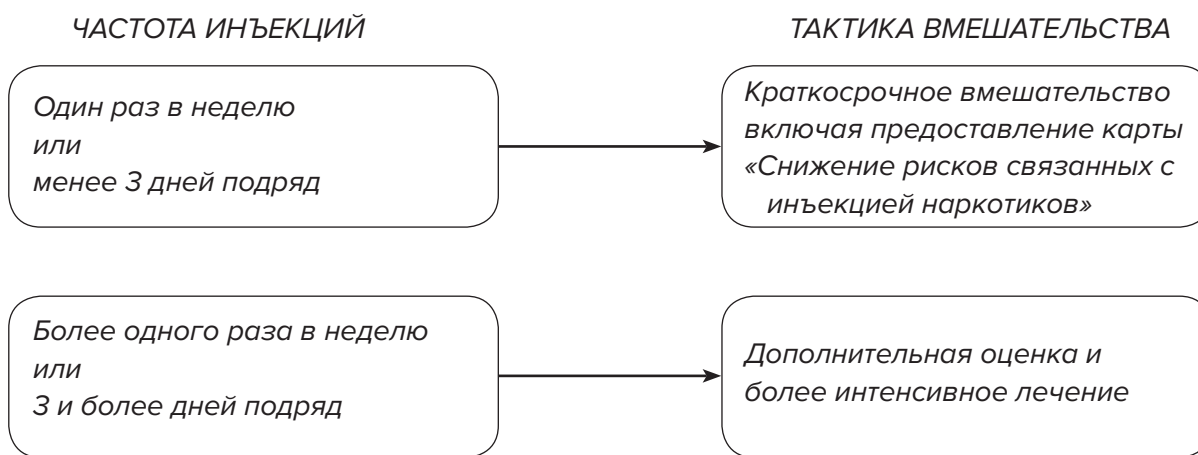 ЧАСТОТА ИНЪЕКЦИЙ
ТАКТИКА ВМЕШАТЕЛЬСТВА
Один раз в неделю
или
менее 3 дней подряд
Краткосрочное вмешательство
включая предоставление карты
«Снижение рисков связанных с
инъекцией наркотиков»
Более одного раза в неделю
или
3 и более дней подряд
Дополнительная оценка и
более интенсивное лечение